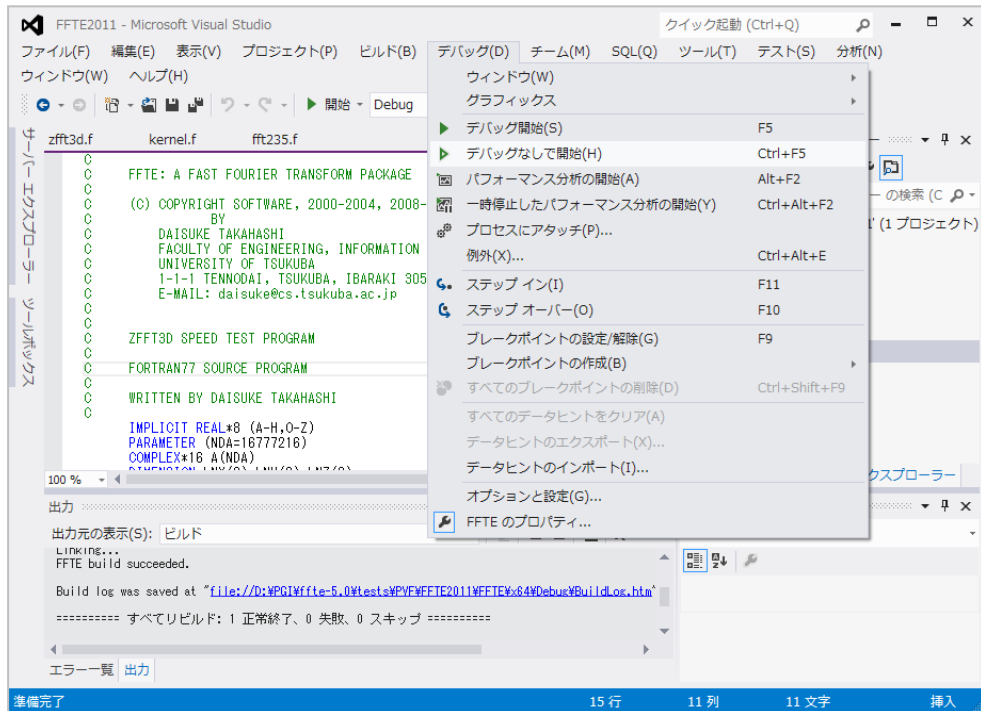 FFTE2011 - Microsoft Visual Studio
クイック起動 (Ctrl+Q)
ファイル(F) 編集(E) 表示(V) プロジェクト(P) ビルド(B) デバッグ(D) チーム(M) SQL(Q) ツール(T) テスト(S) 分析(N)
ウィンドウ(W) ヘルプ(H)
開始 Debug
サーバー エクスプローラー
ツールボックス
zfft3d.f kernel.f fft235.f
C
C FFTE: A FAST FOURIER TRANSFORM PACKAGE
C
C (C) COPYRIGHT SOFTWARE, 2000-2004, 2008-
C BY
C DAISUKE TAKAHASHI
C FACULTY OF ENGINEERING, INFORMATION
C UNIVERSITY OF TSUKUBA
C 1-1-1 TENNODAI, TSUKUBA, IBARAKI 305
C E-MAIL: daisuke@cs.tsukuba.ac.jp
C
C
C ZFFT3D SPEED TEST PROGRAM
C
C FORTRAN77 SOURCE PROGRAM
C
C WRITTEN BY DAISUKE TAKAHASHI
C
IMPLICIT REAL*8 (A-H,O-Z)
PARAMETER (NDA=16777216)
COMPLEX*16 A(NDA)
100 %
ウィンドウ(W)
グラフィックス
デバッグ開始(S) F5
デバッグなしで開始(H) Ctrl+F5
パフォーマンス分析の開始(A) Alt+F2
一時停止したパフォーマンス分析の開始(Y) Ctrl+Alt+F2
プロセスにアタッチ(P)...
例外(X)... Ctrl+Alt+E
ステップ イン(I) F11
ステップ オーバー(O) F10
ブレークポイントの設定/解除(G) F9
ブレークポイントの作成(B)
すべてのブレークポイントの削除(D) Ctrl+Shift+F9
すべてのデータヒントをクリア(A)
データヒントのエクスポート(X)...
データヒントのインポート(I)...
オプションと設定(G)...
FFTE のプロパティ...
ー の検索 (C
(1 プロジェクト)
クスプローラー
出力
出力元の表示(S): ビルド
Linking...
FFTE build succeeded.
Build log was saved at "file://D:¥PGI¥ffte-5.0¥tests¥PVF¥FFTE2011¥FFTE¥x64¥Debug¥BuildLog.htm"
========== すべてリビルド: 1 正常終了、0 失敗、0 スキップ ==========
エラー一覧 出力
準備完了 15 行 11 列 11 文字 挿入